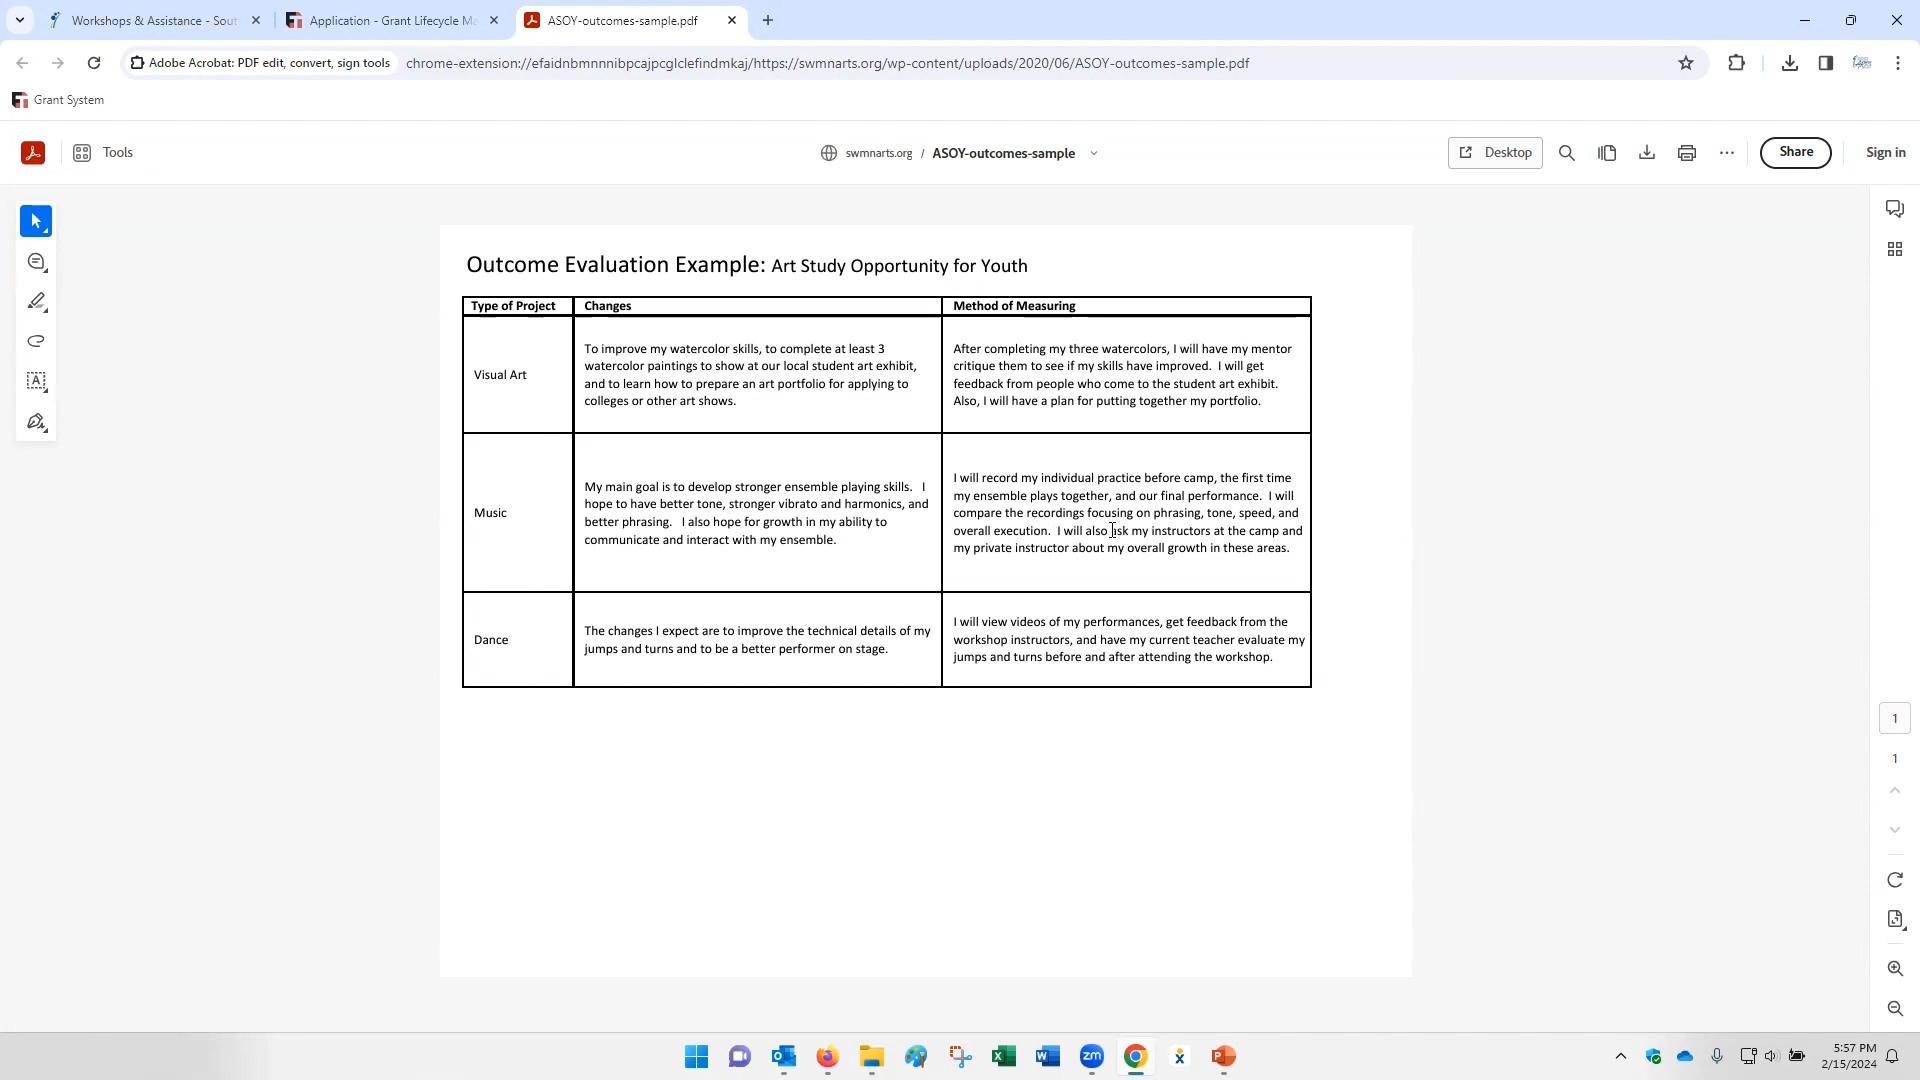 Workshops & Assistance - Sout
Application - Grant Lifecycle Ma
ASOY-outcomes-sample.pdf
Adobe Acrobat: PDF edit, convert, sign tools
chrome-extension://efaidnbmnnnibpcajpcglclefindmkaj/https://swmnarts.org/wp-content/uploads/2020/06/ASOY-outcomes-sample.pdf
Grant System
Tools
swmnarts.org / ASOY-outcomes-sample
Desktop
Share
Sign in
Outcome Evaluation Example: Art Study Opportunity for Youth
Type of Project
Changes
Method of Measuring
Visual Art
To improve my watercolor skills, to complete at least 3
watercolor paintings to show at our local student art exhibit,
and to learn how to prepare an art portfolio for applying to
colleges or other art shows.
After completing my three watercolors, I will have my mentor
critique them to see if my skills have improved.  I will get
feedback from people who come to the student art exhibit.
Also, I will have a plan for putting together my portfolio.
Music
My main goal is to develop stronger ensemble playing skills.   I
hope to have better tone, stronger vibrato and harmonics, and
better phrasing.   I also hope for growth in my ability to
communicate and interact with my ensemble.
I will record my individual practice before camp, the first time
my ensemble plays together, and our final performance.  I will
compare the recordings focusing on phrasing, tone, speed, and
overall execution.  I will also ask my instructors at the camp and
my private instructor about my overall growth in these areas.
Dance
The changes I expect are to improve the technical details of my
jumps and turns and to be a better performer on stage.
I will view videos of my performances, get feedback from the
workshop instructors, and have my current teacher evaluate my
jumps and turns before and after attending the workshop.
1
1
zm
5:57 PM
2/15/2024